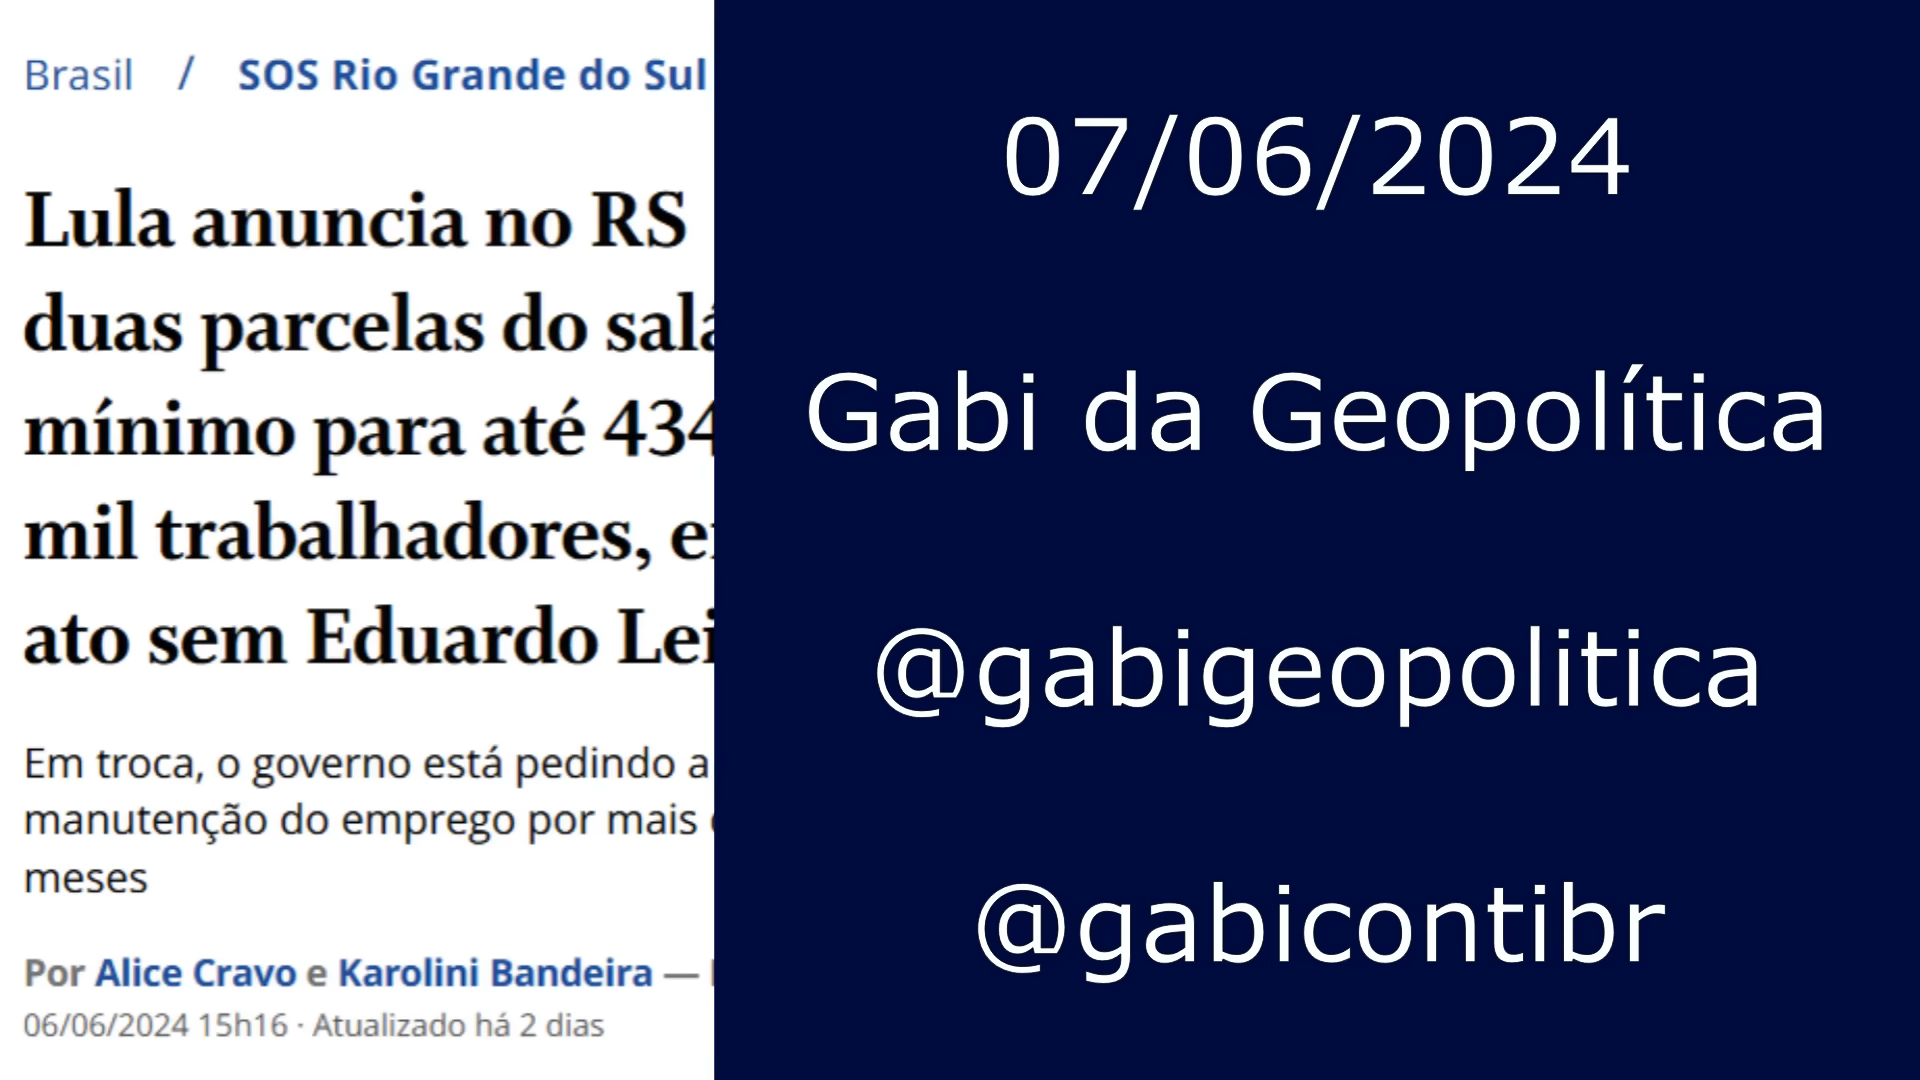 Brasil / SOS Rio Grande do Sul
Lula anuncia no RS
duas parcelas do salá
mínimo para até 434
mil trabalhadores,
ato sem Eduardo Lei
Em troca, o governo está pedindo a
manutenção do emprego por mais
meses
Por Alice Cravo e Karolini Bandeira —
06/06/2024 15h16 · Atualizado há 2 dias
07/06/2024
Gabi da Geopolítica
@gabigeopolitica
@gabicontibr